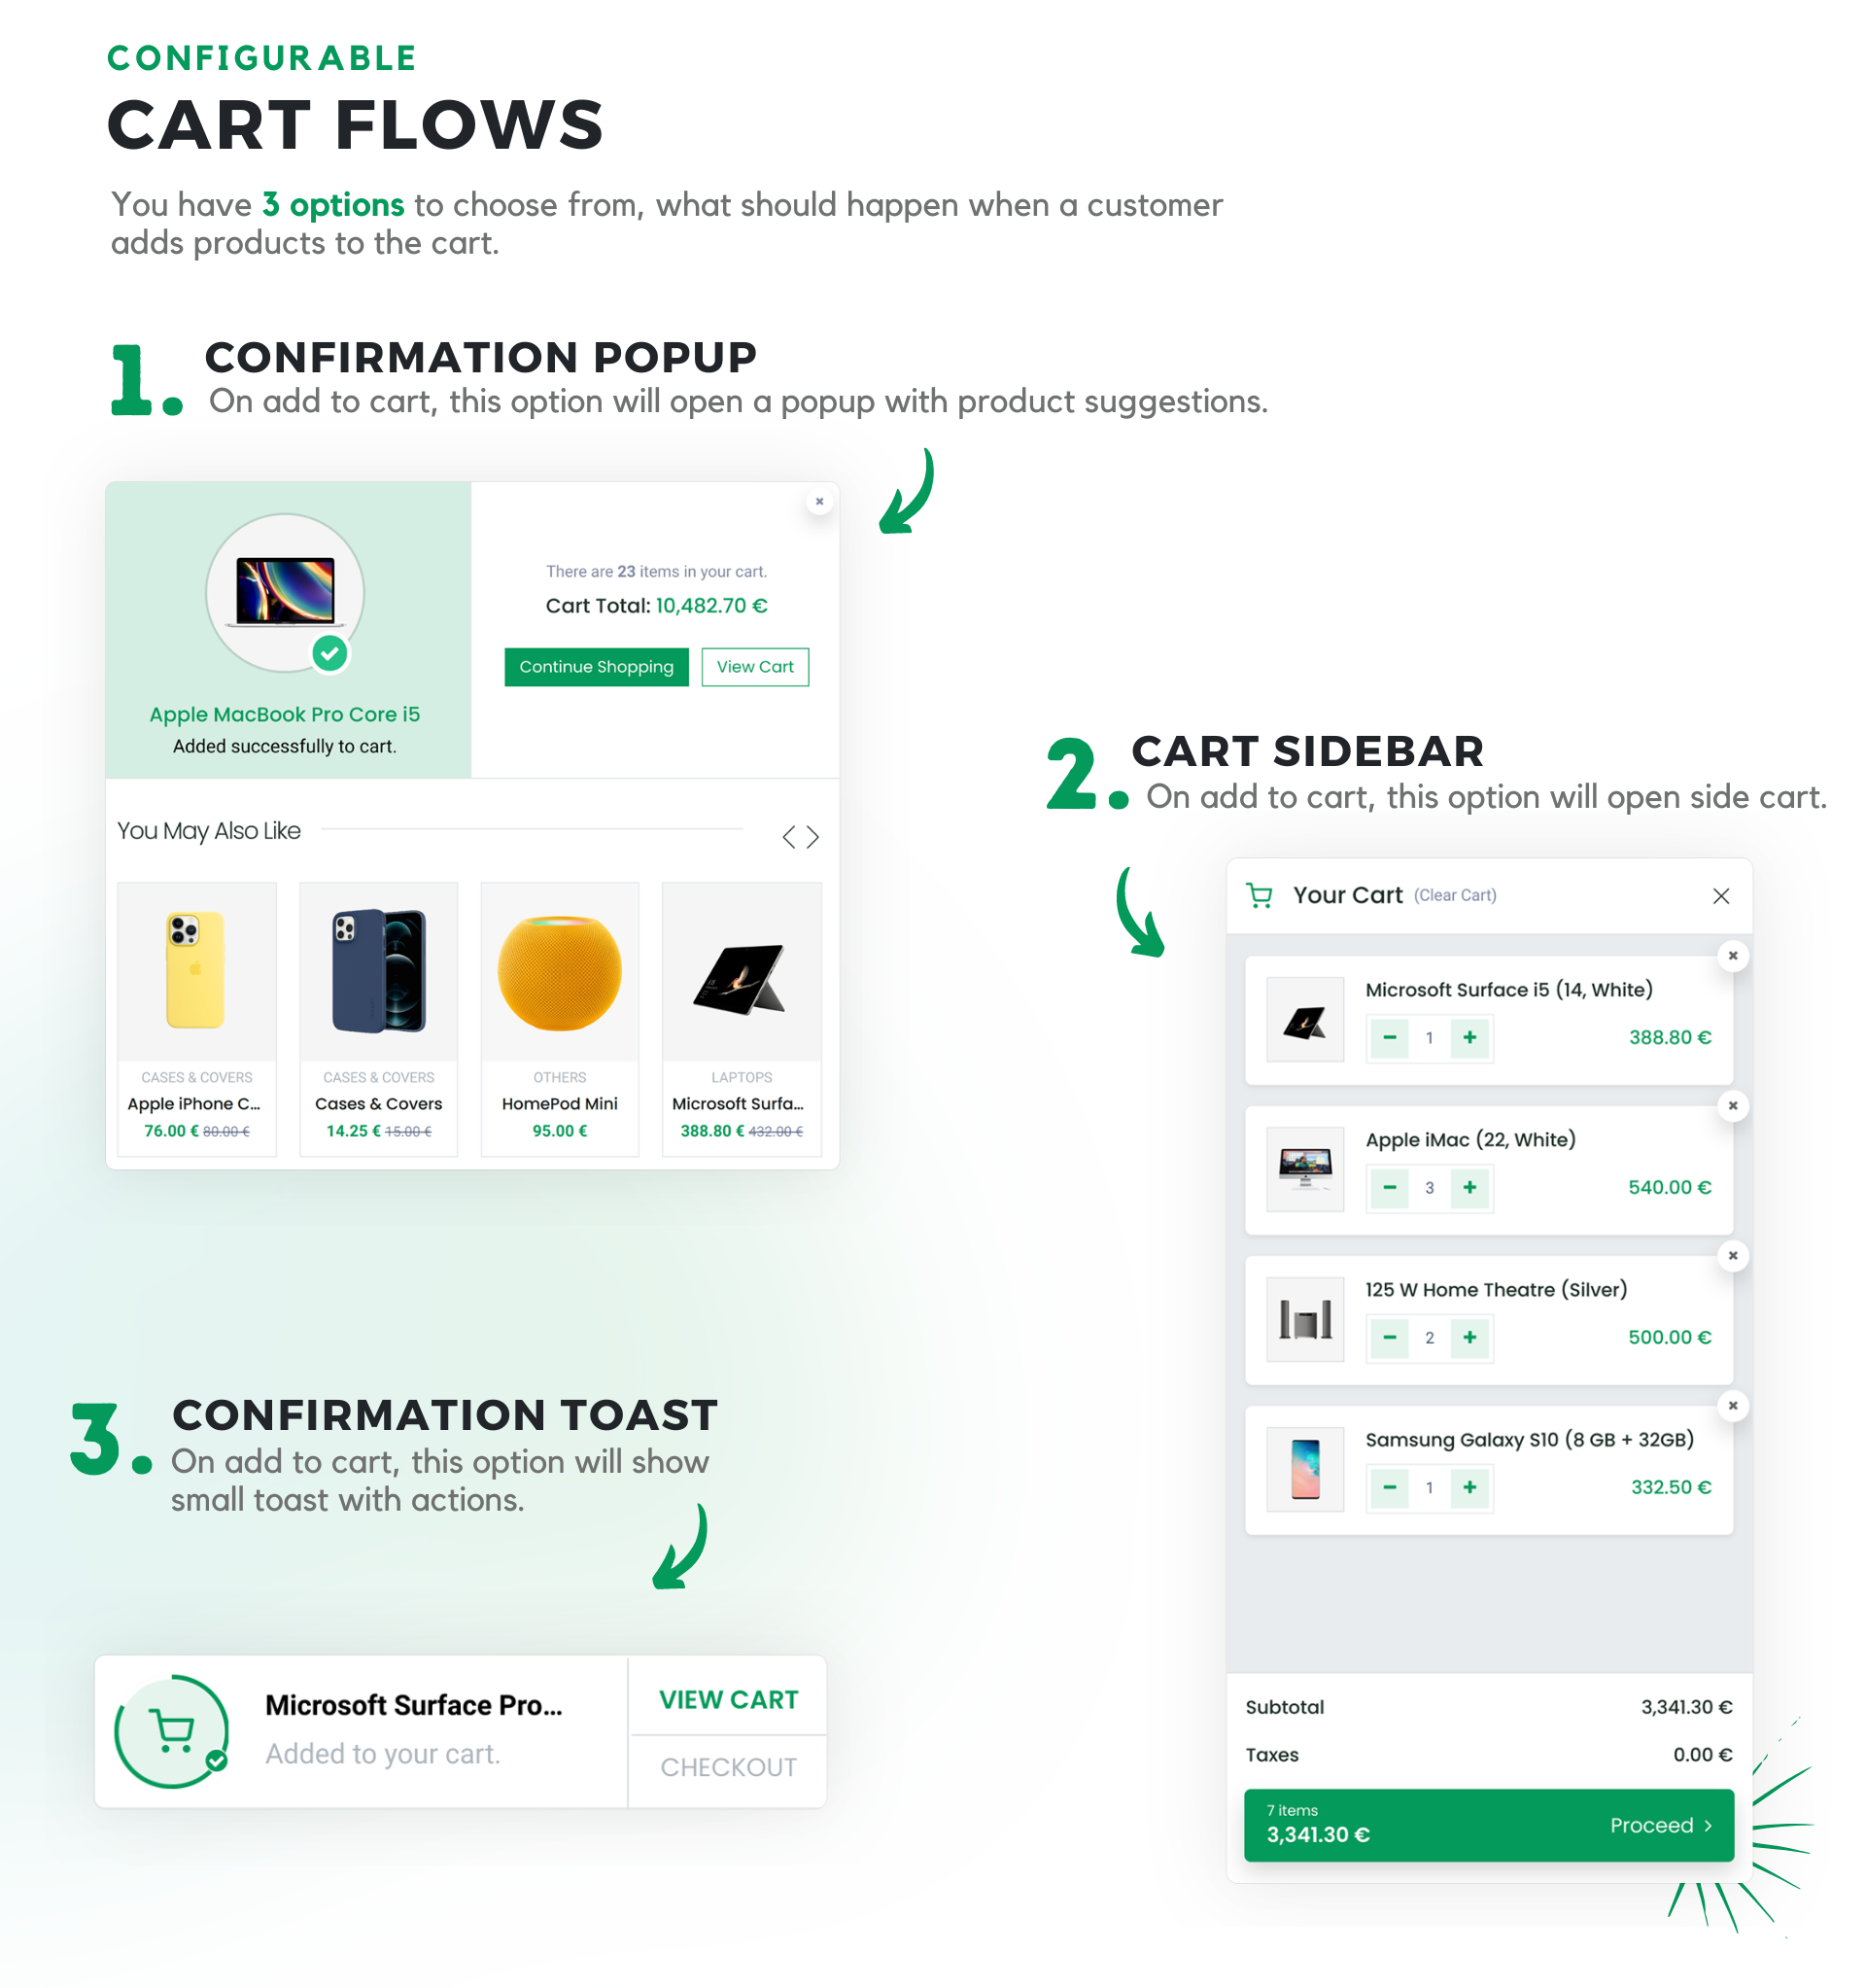 CONFIGURABLE
CART FLOWS
You have 3 options to choose from, what should happen when a customer
adds products to the cart.
1. CONFIRMATION POPUP
On add to cart, this option will open a popup with product suggestions.
There are 23 items in your cart.
Cart Total: 10,482.70 €
Continue Shopping
View Cart
Apple MacBook Pro Core i5
Added successfully to cart.
You May Also Like
CASES & COVERS
Apple iPhone C...
76.00 € 80.00 €
CASES & COVERS
Cases & Covers
14.25 € 15.00 €
OTHERS
HomePod Mini
95.00 €
LAPTOPS
Microsoft Surfa...
388.80 € 432.00 €
2. CART SIDEBAR
On add to cart, this option will open side cart.
Your Cart (Clear Cart)
Microsoft Surface i5 (14, White)
1
388.80 €
Apple iMac (22, White)
3
540.00 €
125 W Home Theatre (Silver)
2
500.00 €
Samsung Galaxy S10 (8 GB + 32GB)
1
332.50 €
Subtotal
3,341.30 €
Taxes
0.00 €
7 items
3,341.30 €
Proceed
3. CONFIRMATION TOAST
On add to cart, this option will show
small toast with actions.
Microsoft Surface Pro...
Added to your cart.
VIEW CART
CHECKOUT